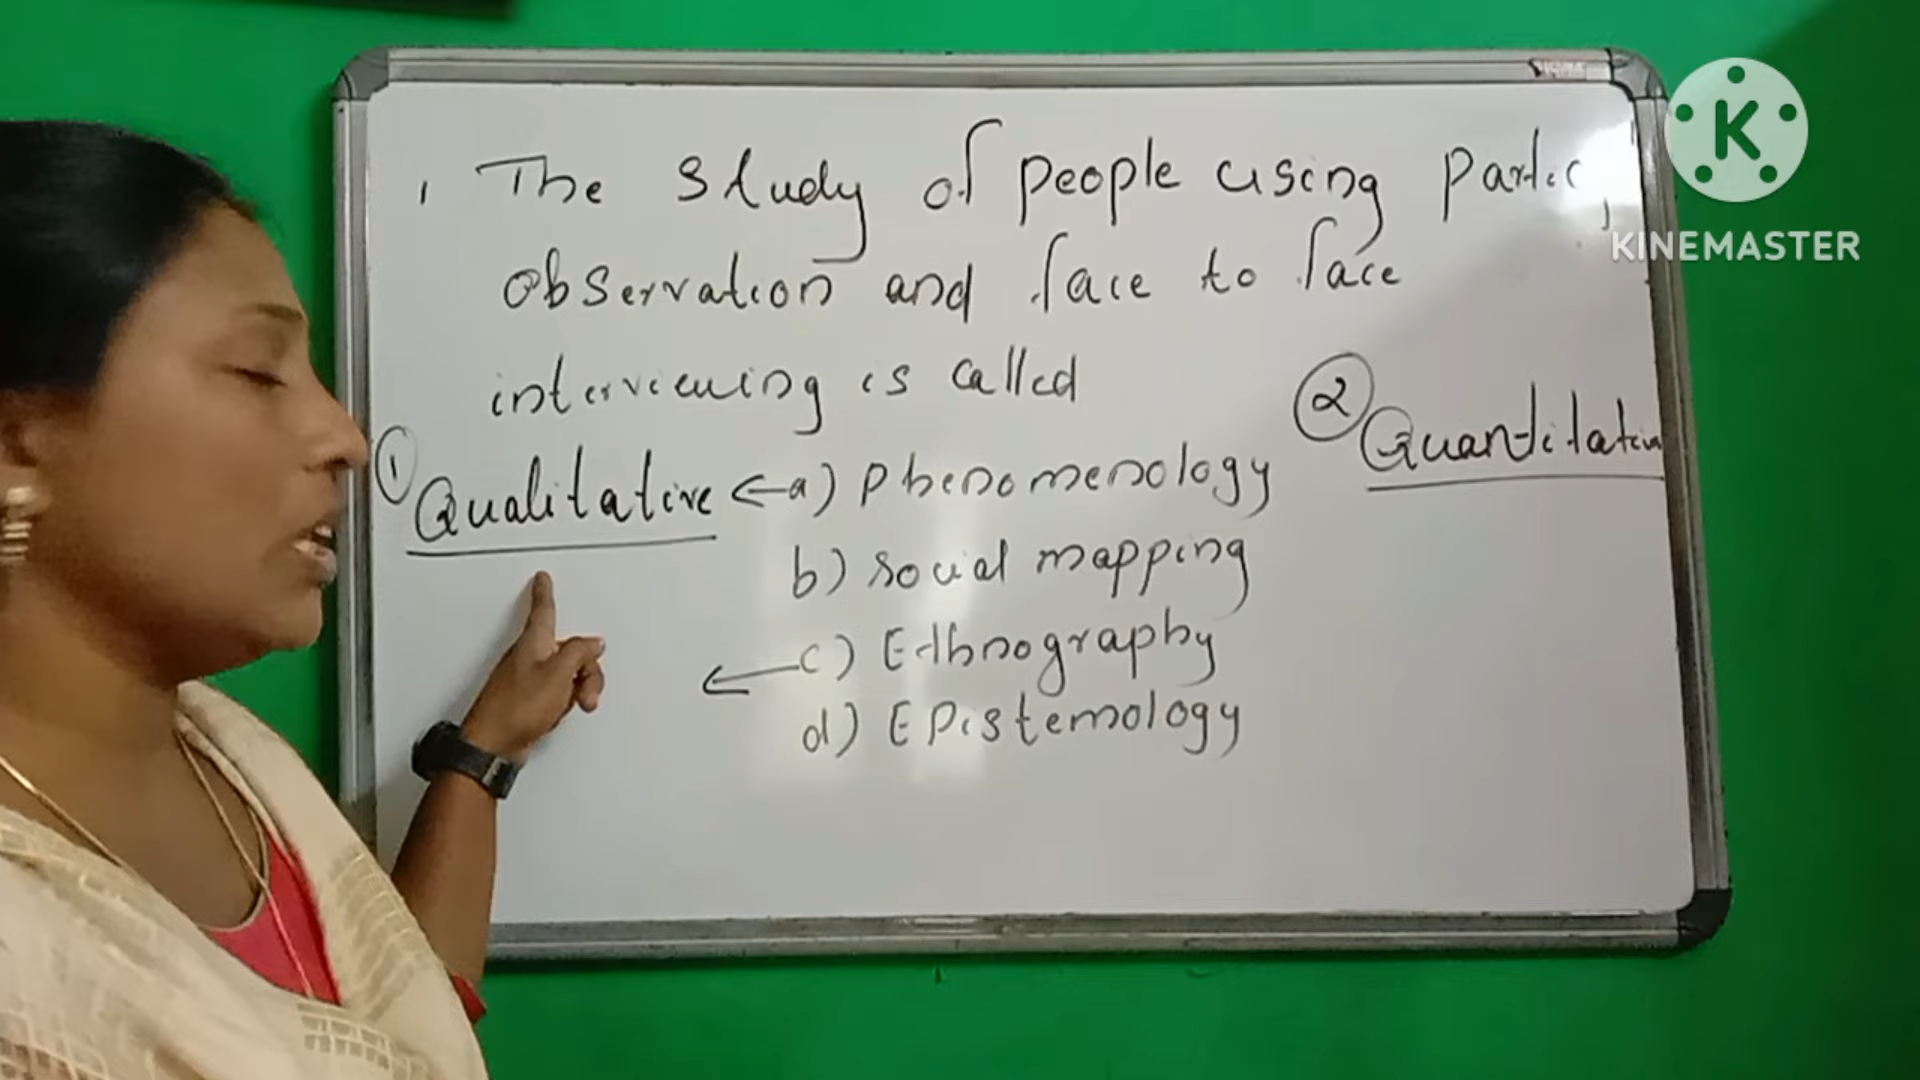 1 The study of people using partic
observation and face to face
interviewing is called
① Qualitative ← a) Phenomenology
② Quantitative
b) social mapping
← c) Ethnography
d) Epistemology
K
KINEMASTER